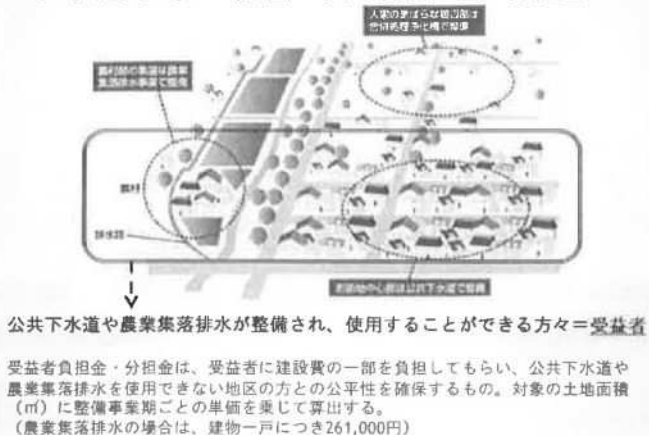 人家のまばらな周辺部は
合併処理浄化槽で整備
農村部の集落は農業
集落排水事業で整備
農村
排水路
市街地中心部は公共下水道で整備
公共下水道や農業集落排水が整備され、使用することができる方々＝受益者
受益者負担金・分担金は、受益者に建設費の一部を負担してもらい、公共下水道や
農業集落排水を使用できない地区の方との公平性を確保するもの。対象の土地面積
（㎡）に整備事業期ごとの単価を乗じて算出する。
（農業集落排水の場合は、建物一戸につき261,000円）